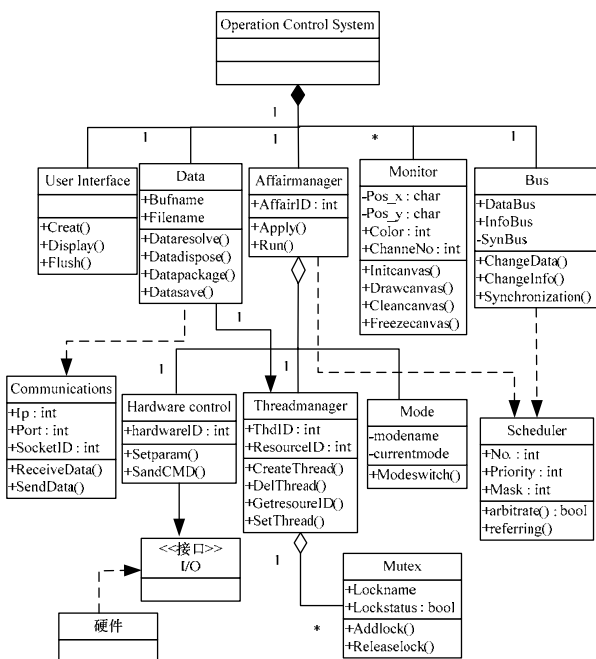 Operation Control System
1
1
1
*
1
User Interface
+Creat()
+Display()
+Flush()
Data
+Bufname
+Filename
+Dataresolve()
+Datadispose()
+Datapackage()
+Datasave()
Affairmanager
+AffairID : int
+Apply()
+Run()
Monitor
-Pos_x : char
-Pos_y : char
+Color : int
+ChanneNo : int
+Initcanvas()
+Drawcanvas()
+Cleancanvas()
+Freezecanvas()
Bus
+DataBus
+InfoBus
-SynBus
+ChangeData()
+ChangeInfo()
+Synchronization()
1
1
1
Communications
+Ip : int
+Port : int
+SocketID : int
+ReceiveData()
+SendData()
Hardware control
+hardwareID : int
+Setparam()
+SandCMD()
Threadmanager
+ThdID : int
+ResourceID : int
+CreateThread()
+DelThread()
+GetresoureID()
+SetThread()
Mode
-modename
-currentmode
+Modeswitch()
Scheduler
+No. : int
+Priority : int
+Mask : int
+arbitrate() : bool
+referring()
<<接口>>
I/O
硬件
1
*
Mutex
+Lockname
+Lockstatus : bool
+Addlock()
+Releaselock()